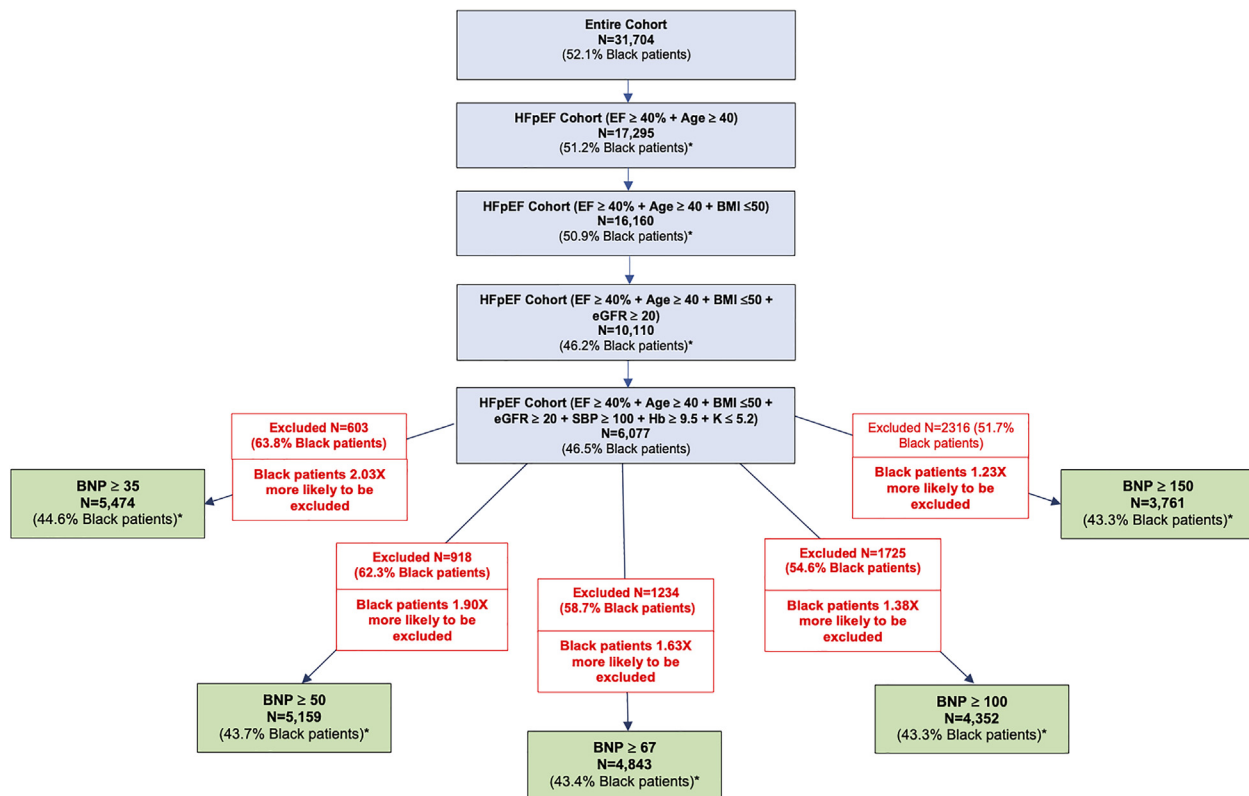 Entire Cohort
N=31,704
(52.1% Black patients)
HFpEF Cohort (EF ≥ 40% + Age ≥ 40)
N=17,295
(51.2% Black patients)*
HFpEF Cohort (EF ≥ 40% + Age ≥ 40 + BMI ≤50)
N=16,160
(50.9% Black patients)*
HFpEF Cohort (EF ≥ 40% + Age ≥ 40 + BMI ≤50 +
eGFR ≥ 20)
N=10,110
(46.2% Black patients)*
HFpEF Cohort (EF ≥ 40% + Age ≥ 40 + BMI ≤50 +
eGFR ≥ 20 + SBP ≥ 100 + Hb ≥ 9.5 + K ≤ 5.2)
N=6,077
(46.5% Black patients)
Excluded N=603
(63.8% Black patients)
Black patients 2.03X
more likely to be
excluded
BNP ≥ 35
N=5,474
(44.6% Black patients)*
Excluded N=918
(62.3% Black patients)
Black patients 1.90X
more likely to be
excluded
BNP ≥ 50
N=5,159
(43.7% Black patients)*
Excluded N=1234
(58.7% Black patients)
Black patients 1.63X
more likely to be
excluded
BNP ≥ 67
N=4,843
(43.4% Black patients)*
Excluded N=1725
(54.6% Black patients)
Black patients 1.38X
more likely to be
excluded
BNP ≥ 100
N=4,352
(43.3% Black patients)*
Excluded N=2316 (51.7%
Black patients)
Black patients 1.23X
more likely to be
excluded
BNP ≥ 150
N=3,761
(43.3% Black patients)*